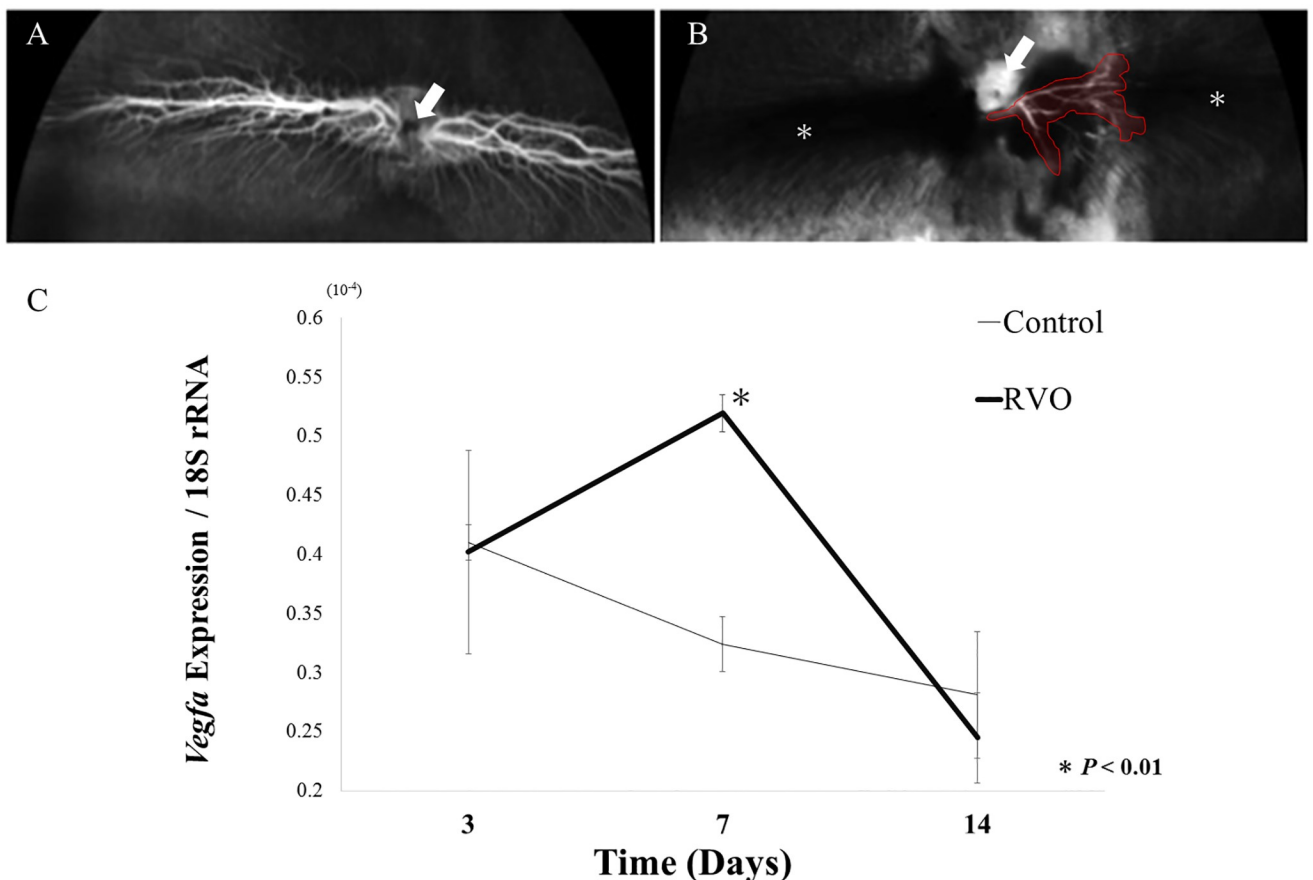 A
B
*
*
C
(10-4)
0.6
0.55
0.5
0.45
0.4
0.35
0.3
0.25
0.2
Vegfa Expression / 18S rRNA
Control
RVO
*
* P < 0.01
3
7
14
Time (Days)